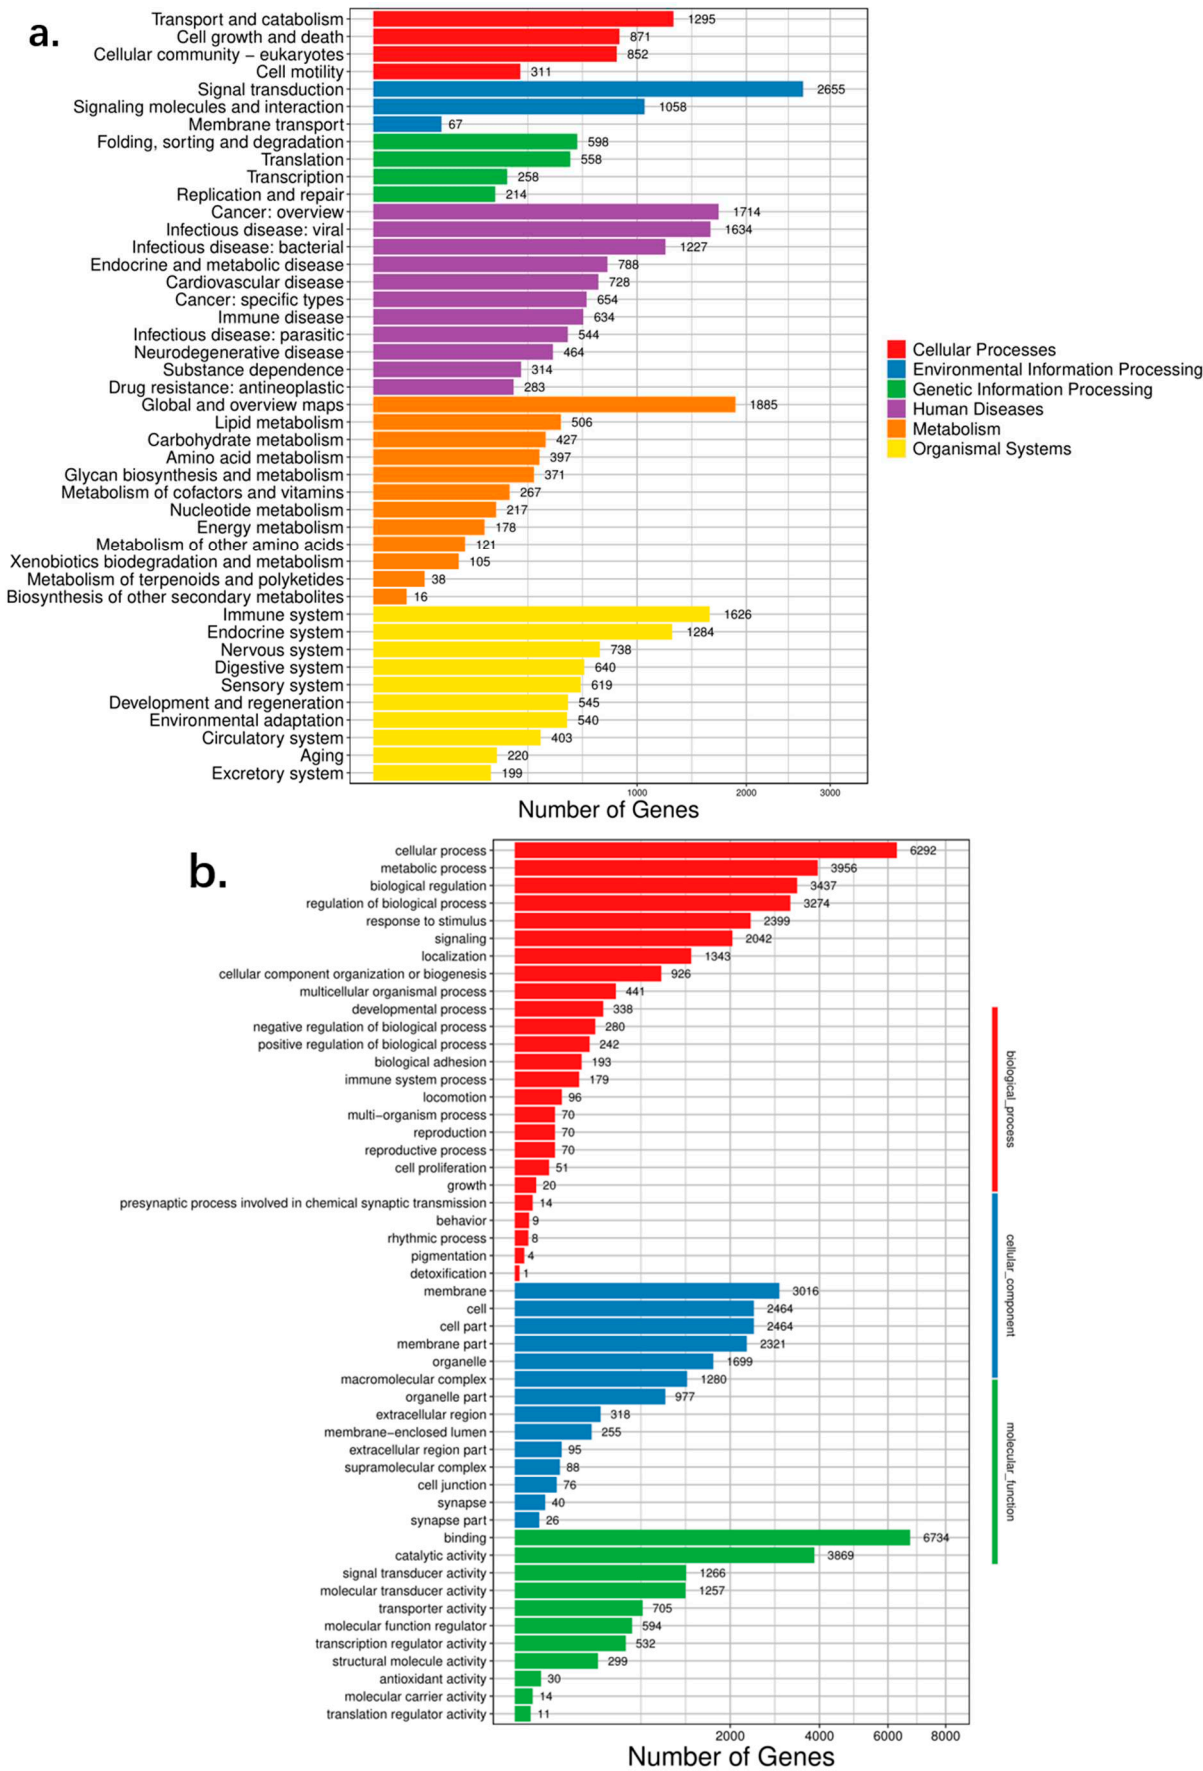 a.
Transport and catabolism 1295
Cell growth and death 871
Cellular community − eukaryotes 852
Cell motility 311
Signal transduction 2655
Signaling molecules and interaction 1058
Membrane transport 67
Folding, sorting and degradation 598
Translation 558
Transcription 258
Replication and repair 214
Cancer: overview 1714
Infectious disease: viral 1634
Infectious disease: bacterial 1227
Endocrine and metabolic disease 788
Cardiovascular disease 728
Cancer: specific types 654
Immune disease 634
Infectious disease: parasitic 544
Neurodegenerative disease 464
Substance dependence 314
Drug resistance: antineoplastic 283
Global and overview maps 1885
Lipid metabolism 506
Carbohydrate metabolism 427
Amino acid metabolism 397
Glycan biosynthesis and metabolism 371
Metabolism of cofactors and vitamins 267
Nucleotide metabolism 217
Energy metabolism 178
Metabolism of other amino acids 121
Xenobiotics biodegradation and metabolism 105
Metabolism of terpenoids and polyketides 38
Biosynthesis of other secondary metabolites 16
Immune system 1626
Endocrine system 1284
Nervous system 738
Digestive system 640
Sensory system 619
Development and regeneration 545
Environmental adaptation 540
Circulatory system 403
Aging 220
Excretory system 199
1000 2000 3000
Number of Genes
Cellular Processes
Environmental Information Processing
Genetic Information Processing
Human Diseases
Metabolism
Organismal Systems
b.
cellular process 6292
metabolic process 3956
biological regulation 3437
regulation of biological process 3274
response to stimulus 2399
signaling 2042
localization 1343
cellular component organization or biogenesis 926
multicellular organismal process 441
developmental process 338
negative regulation of biological process 280
positive regulation of biological process 242
biological adhesion 193
immune system process 179
locomotion 96
multi−organism process 70
reproduction 70
reproductive process 70
cell proliferation 51
growth 20
presynaptic process involved in chemical synaptic transmission 14
behavior 9
rhythmic process 8
pigmentation 4
detoxification 1
membrane 3016
cell 2464
cell part 2464
membrane part 2321
organelle 1699
macromolecular complex 1280
organelle part 977
extracellular region 318
membrane−enclosed lumen 255
extracellular region part 95
supramolecular complex 88
cell junction 76
synapse 40
synapse part 26
binding 6734
catalytic activity 3869
signal transducer activity 1266
molecular transducer activity 1257
transporter activity 705
molecular function regulator 594
transcription regulator activity 532
structural molecule activity 299
antioxidant activity 30
molecular carrier activity 14
translation regulator activity 11
2000 4000 6000 8000
Number of Genes
biological_process
cellular_component
molecular_function